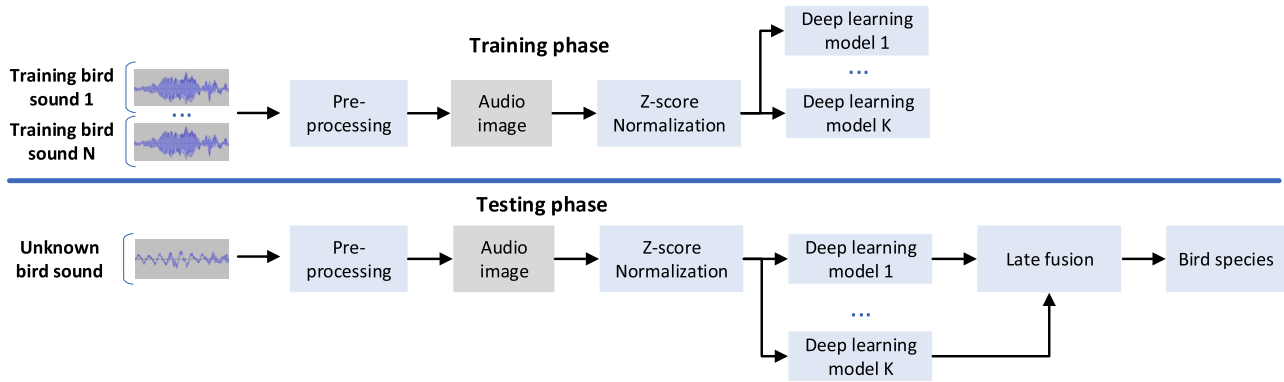 Training phase
Training bird
sound 1
...
Training bird
sound N
Pre-
processing
Audio
image
Z-score
Normalization
Deep learning
model 1
...
Deep learning
model K
Testing phase
Unknown
bird sound
Pre-
processing
Audio
image
Z-score
Normalization
Deep learning
model 1
...
Deep learning
model K
Late fusion
Bird species